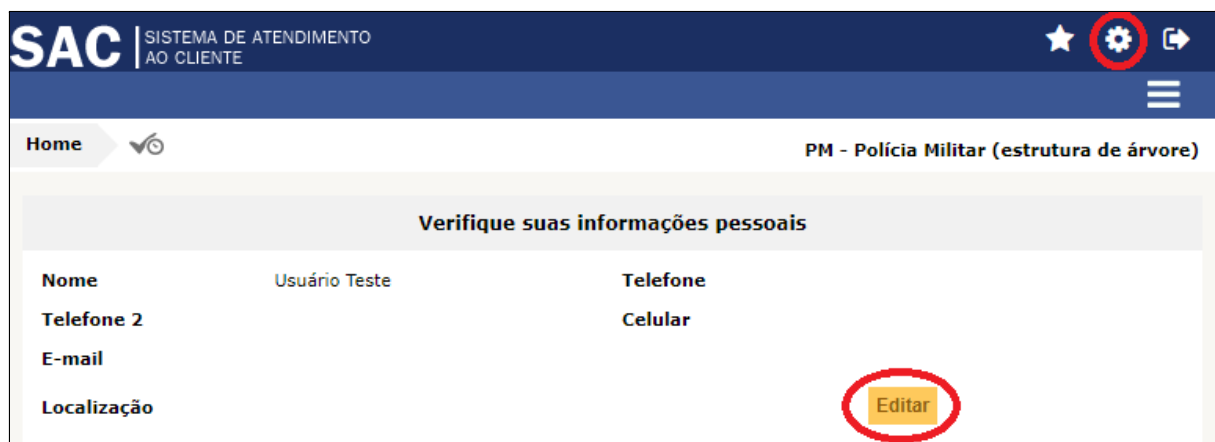 SAC SISTEMA DE ATENDIMENTO
AO CLIENTE
Home
PM - Polícia Militar (estrutura de árvore)
Verifique suas informações pessoais
Nome Usuário Teste Telefone
Telefone 2 Celular
E-mail
Localização Editar